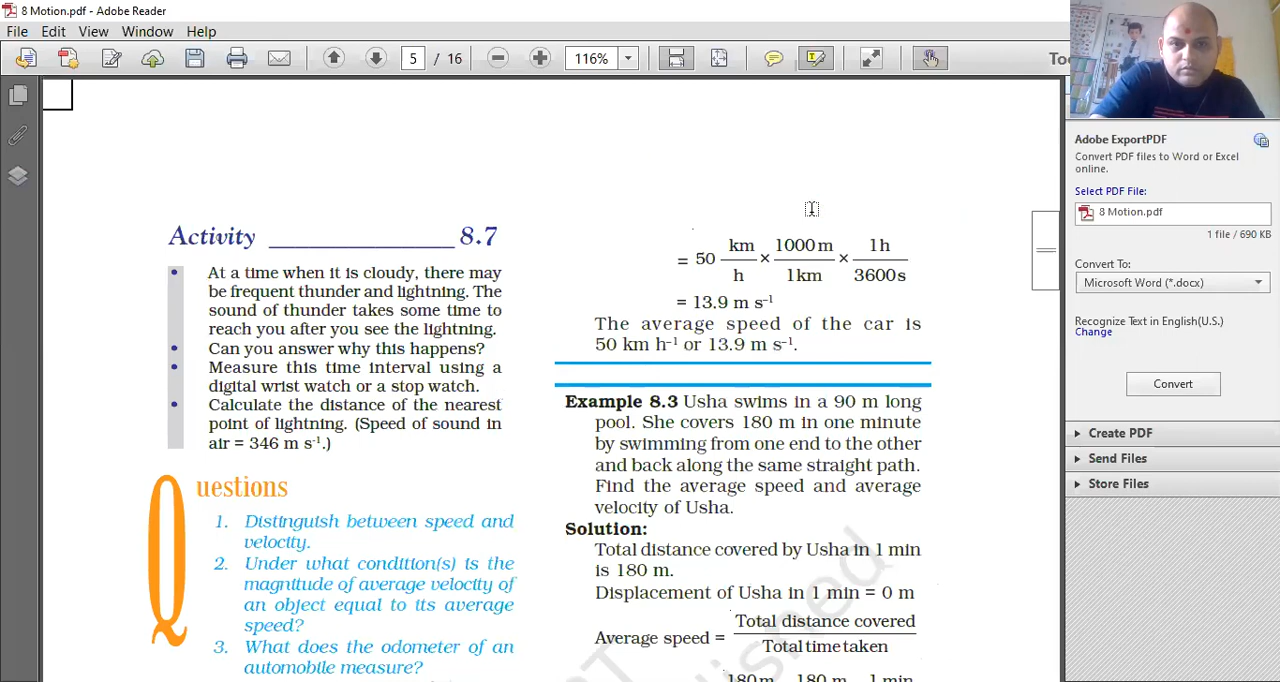 8 Motion.pdf - Adobe Reader
File Edit View Window Help
5 / 16 116%
Activity ________________ 8.7
• At a time when it is cloudy, there may
be frequent thunder and lightning. The
sound of thunder takes some time to
reach you after you see the lightning.
• Can you answer why this happens?
• Measure this time interval using a
digital wrist watch or a stop watch.
• Calculate the distance of the nearest
point of lightning. (Speed of sound in
air = 346 m s⁻¹.)
Questions
1. Distinguish between speed and
velocity.
2. Under what condition(s) is the
magnitude of average velocity of
an object equal to its average
speed?
3. What does the odometer of an
automobile measure?
= 50 km/h × 1000 m/1 km × 1h/3600 s
= 13.9 m s⁻¹
The average speed of the car is
50 km h⁻¹ or 13.9 m s⁻¹.
Example 8.3 Usha swims in a 90 m long
pool. She covers 180 m in one minute
by swimming from one end to the other
and back along the same straight path.
Find the average speed and average
velocity of Usha.
Solution:
Total distance covered by Usha in 1 min
is 180 m.
Displacement of Usha in 1 min = 0 m
Average speed = Total distance covered / Total time taken
180 m 180 m 1 min
Adobe ExportPDF
Convert PDF files to Word or Excel
online.
Select PDF File:
8 Motion.pdf
1 file / 690 KB
Convert To:
Microsoft Word (*.docx)
Recognize Text in English(U.S.)
Change
Convert
Create PDF
Send Files
Store Files